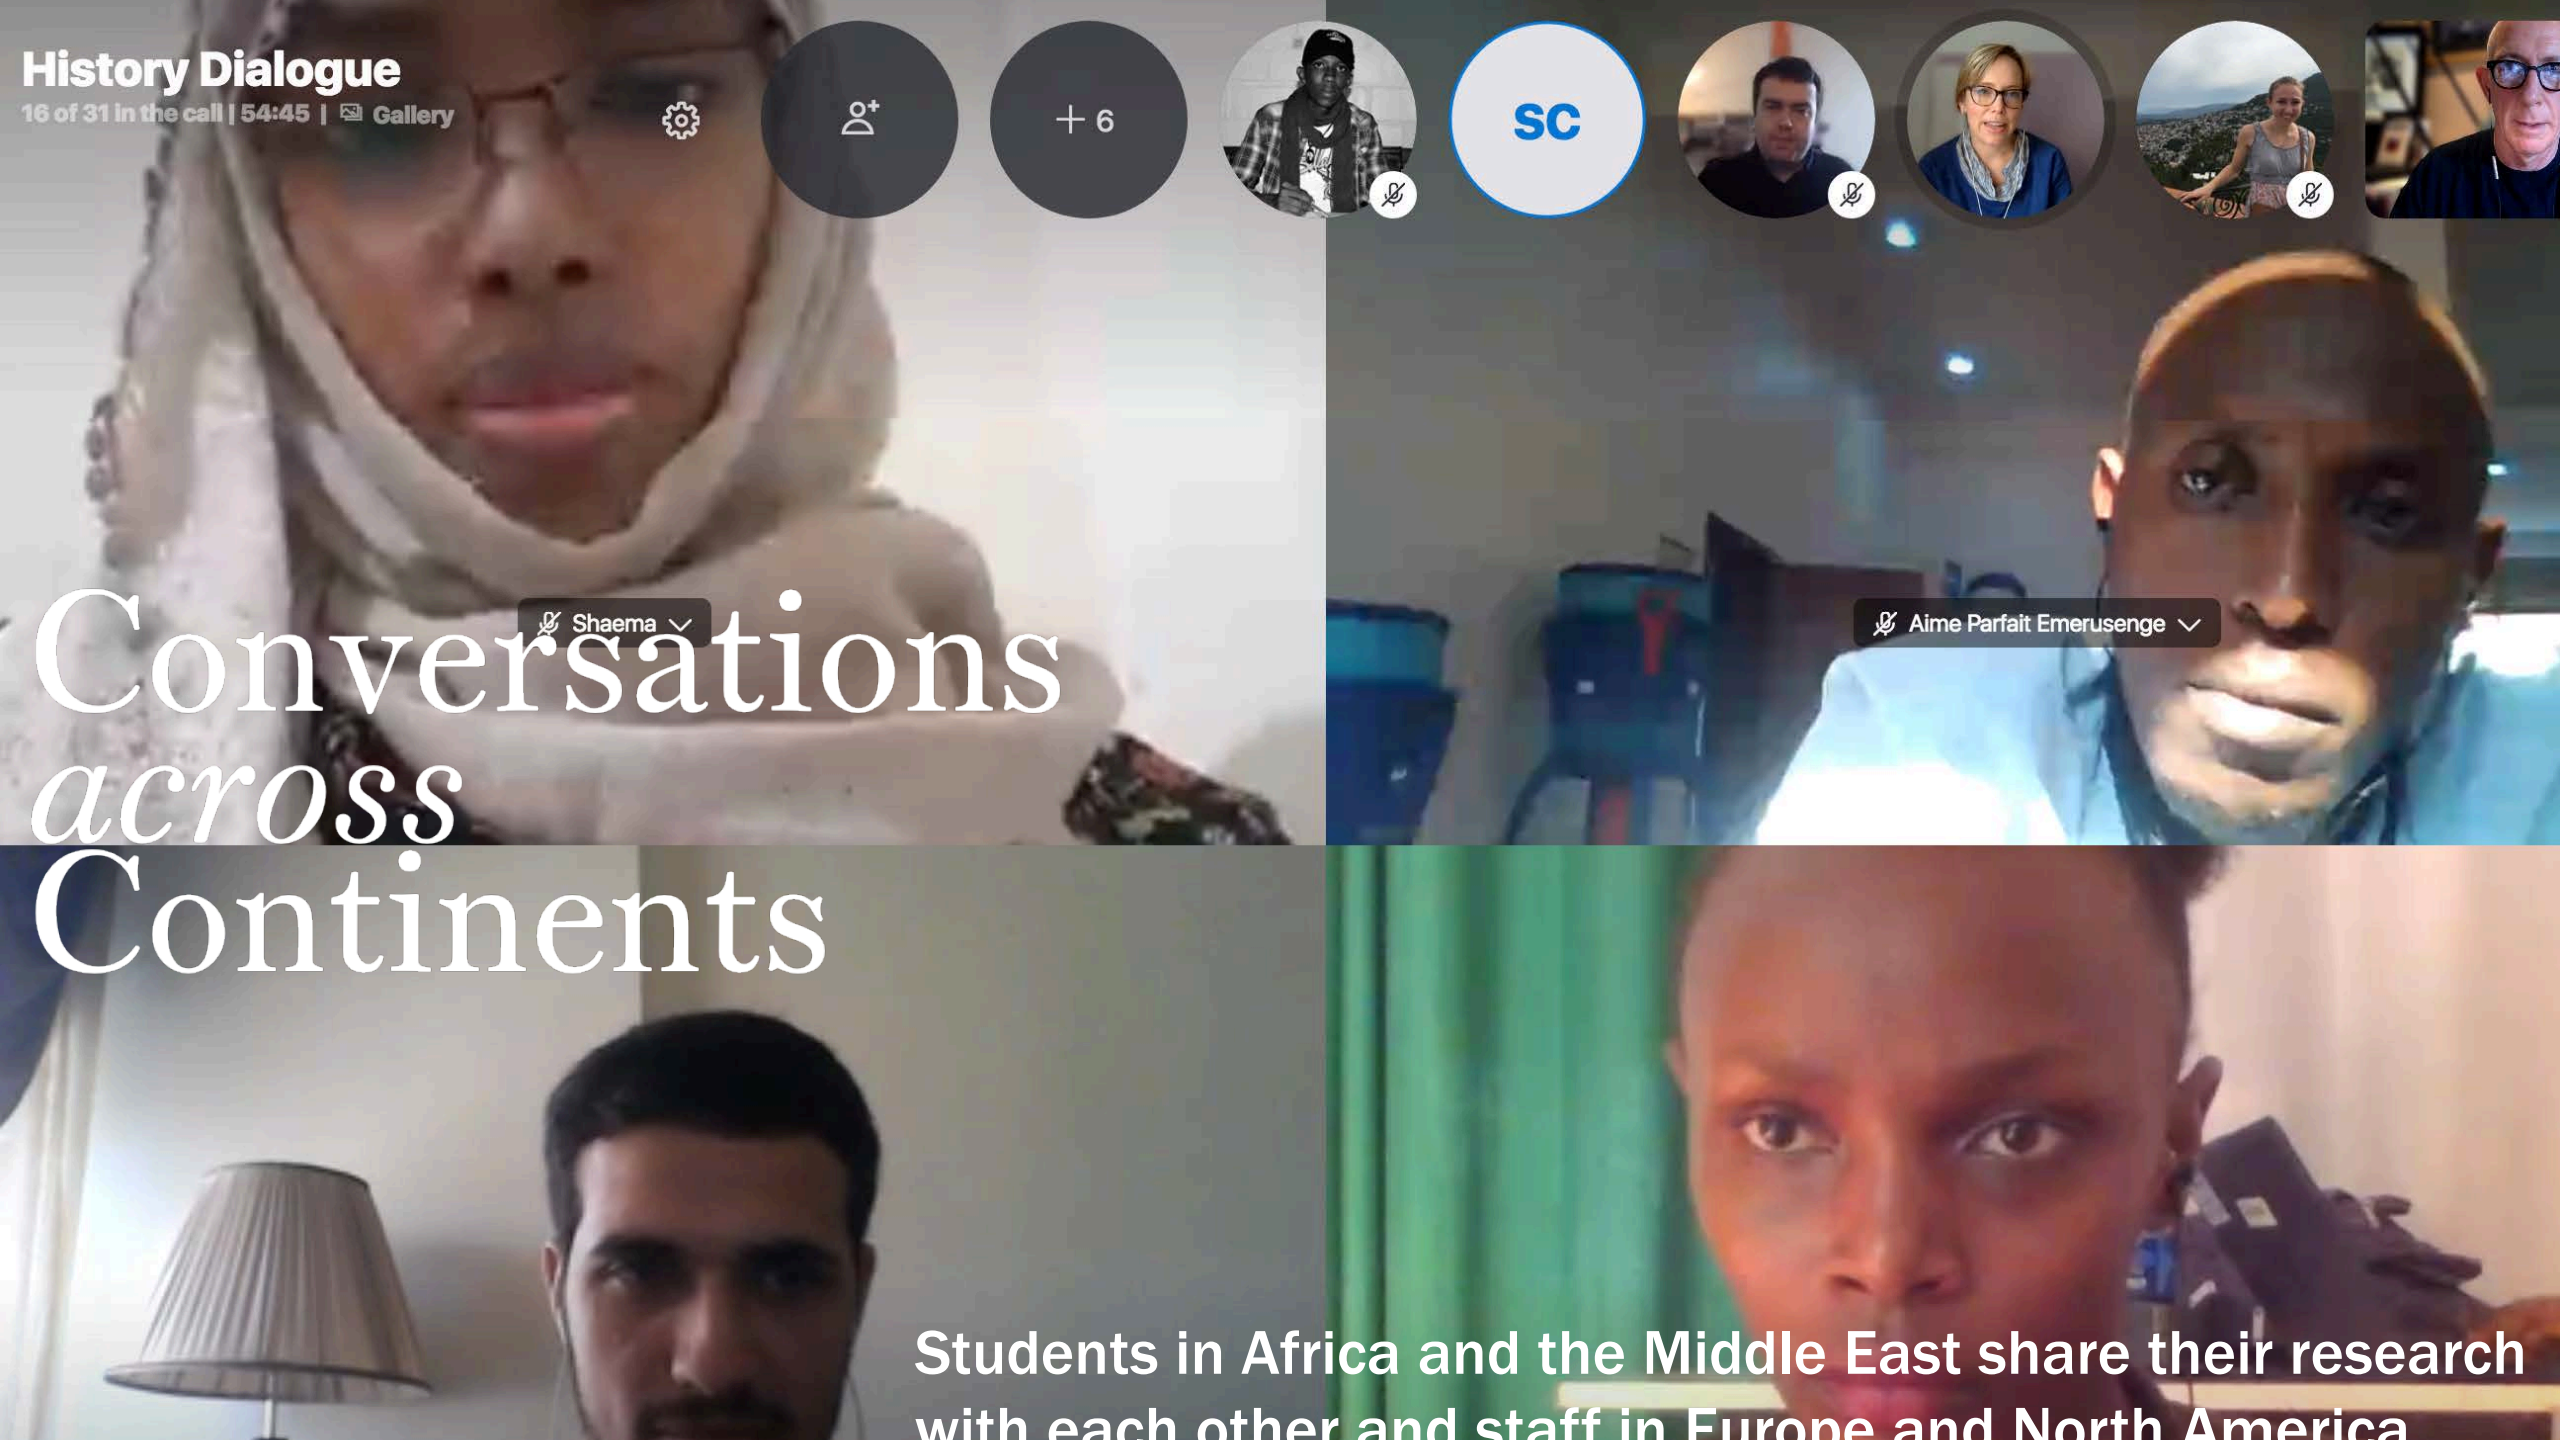 History Dialogue
16 of 31 in the call | 54:45 | Gallery
+ 6
SC
Shaema
Aime Parfait Emerusenge
Conversations
across
Continents
Students in Africa and the Middle East share their research
with each other and staff in Europe and North America